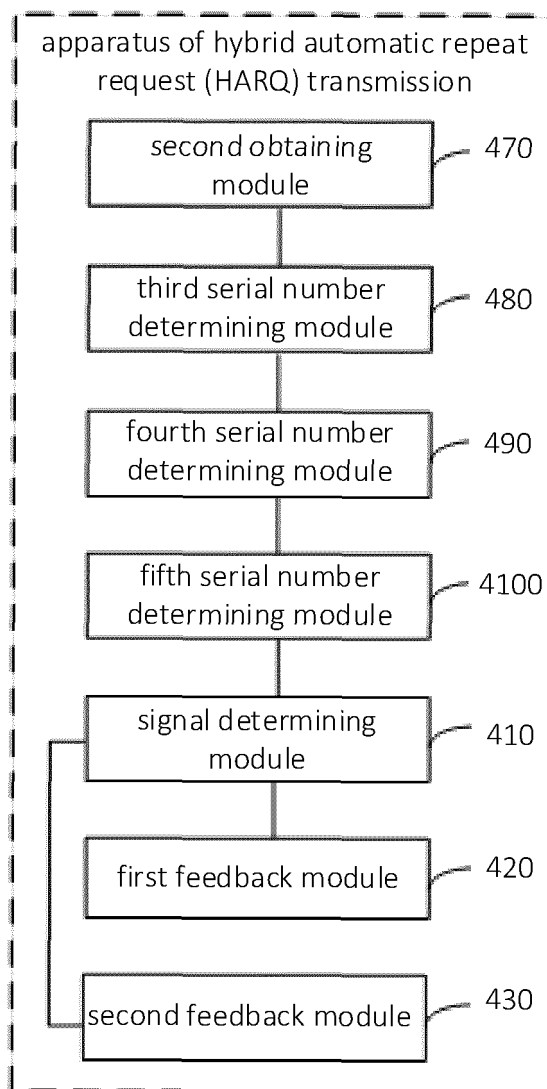 apparatus of hybrid automatic repeat
request (HARQ) transmission
second obtaining
module
470
third serial number
determining module
480
fourth serial number
determining module
490
fifth serial number
determining module
4100
signal determining
module
410
first feedback module
420
second feedback module
430